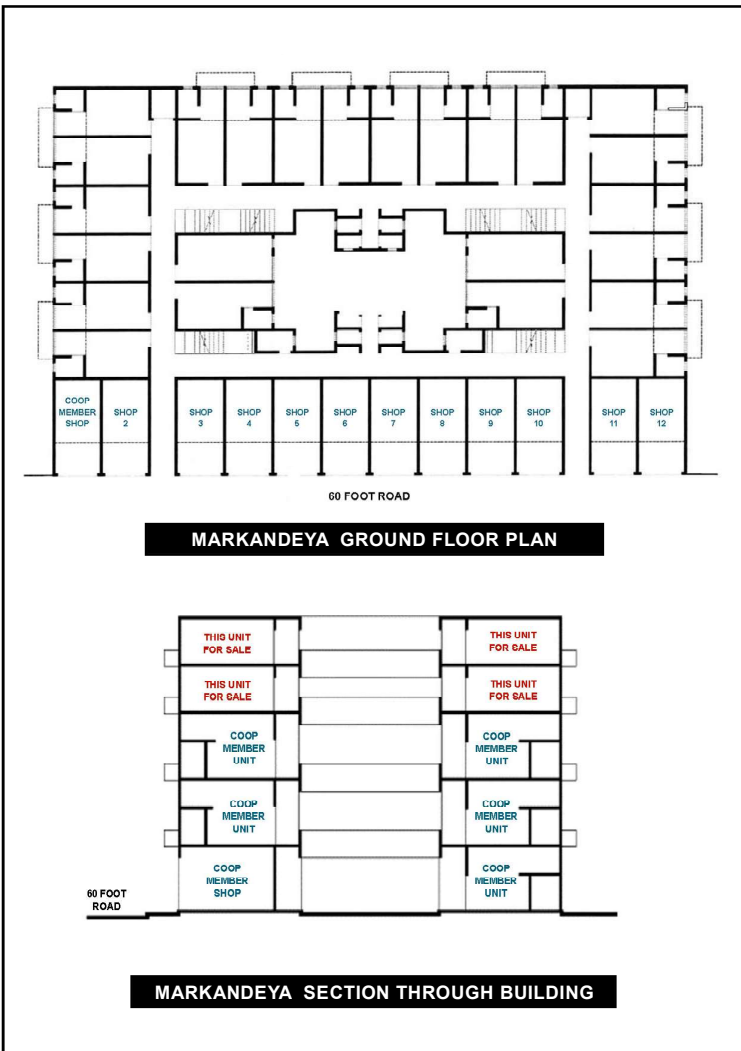 COOP
MEMBER
SHOP
SHOP
2
SHOP
3
SHOP
4
SHOP
5
SHOP
6
SHOP
7
SHOP
8
SHOP
9
SHOP
10
SHOP
11
SHOP
12
60 FOOT ROAD
MARKANDEYA GROUND FLOOR PLAN
THIS UNIT
FOR SALE
THIS UNIT
FOR SALE
THIS UNIT
FOR SALE
THIS UNIT
FOR SALE
COOP
MEMBER
UNIT
COOP
MEMBER
UNIT
COOP
MEMBER
UNIT
COOP
MEMBER
UNIT
COOP
MEMBER
SHOP
COOP
MEMBER
UNIT
60 FOOT
ROAD
MARKANDEYA SECTION THROUGH BUILDING